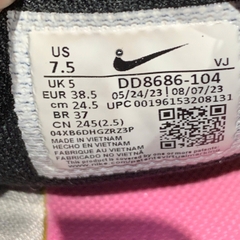 US
7.5
VJ
UK 5
DD8686-104
EUR 38.5
05/24/23 08/07/23
cm 24.5
UPC 00196153208131
BR 37
CN 245(2.5)
04XB6DHGZRZ3P
MADE IN VIETNAM
FABRIQUÉ AU VIETNAM
HECHO EN VIETNAM
FABRICADO NO VIETNAM